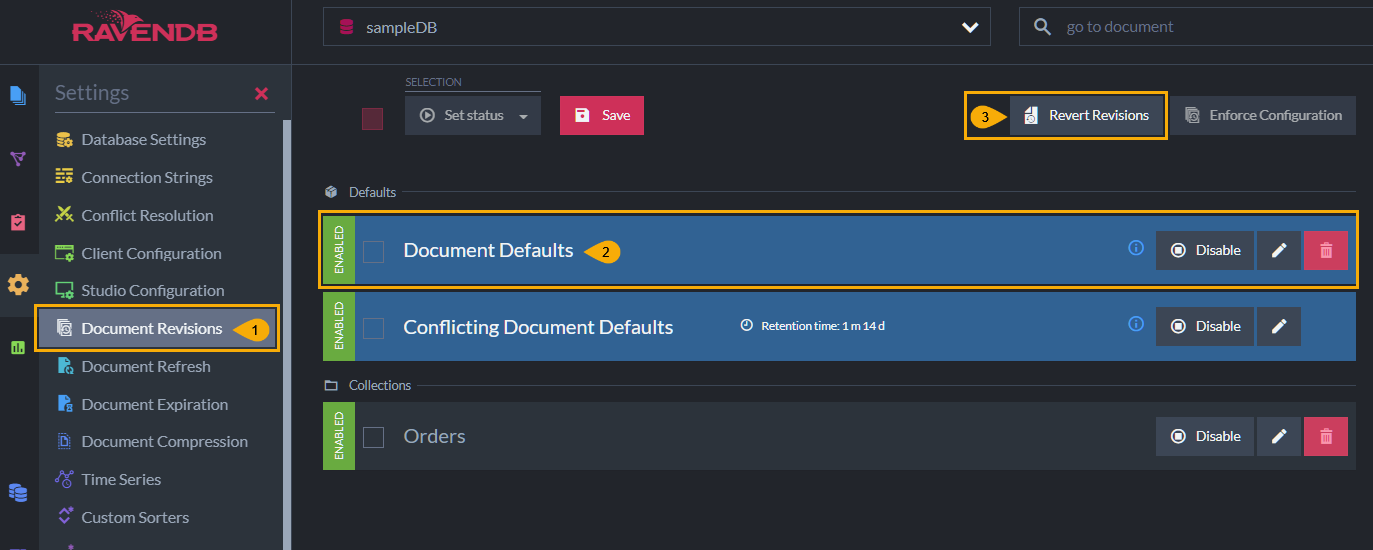 RAVENDB
sampleDB
go to document
Settings
Database Settings
Connection Strings
Conflict Resolution
Client Configuration
Studio Configuration
Document Revisions 1
Document Refresh
Document Expiration
Document Compression
Time Series
Custom Sorters
SELECTION
Set status
Save
3 Revert Revisions
Enforce Configuration
Defaults
ENABLED
Document Defaults 2
Disable
ENABLED
Conflicting Document Defaults
Retention time: 1 m 14 d
Disable
Collections
ENABLED
Orders
Disable